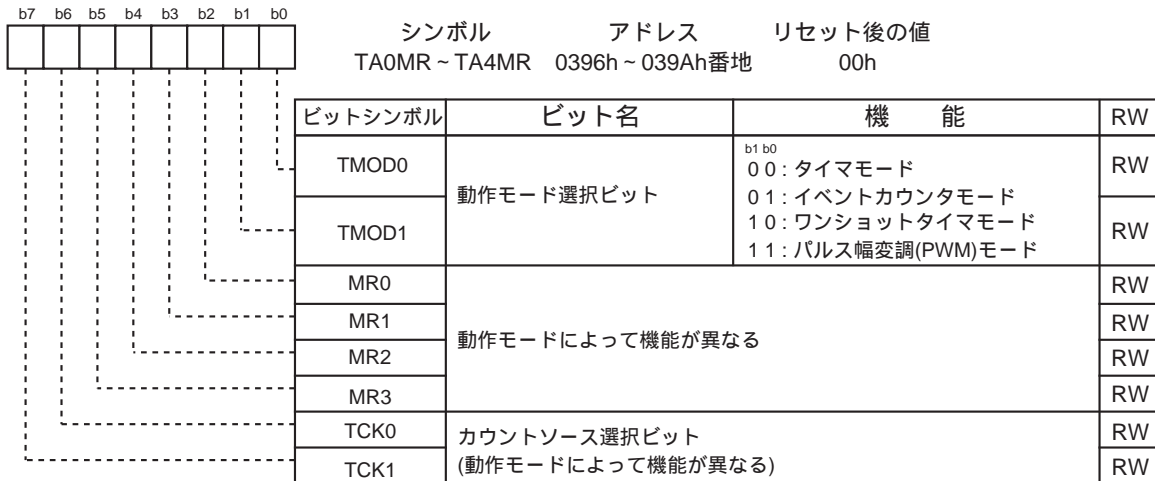 b7 b6 b5 b4 b3 b2 b1 b0
シンボル アドレス リセット後の値
TA0MR~TA4MR 0396h~039Ah番地 00h
ビットシンボル ビット名 機 能 RW
TMOD0 動作モード選択ビット b1 b0 RW
0 0 : タイマモード
0 1 : イベントカウンタモード
1 0 : ワンショットタイマモード
1 1 : パルス幅変調(PWM)モード
TMOD1 RW
MR0 動作モードによって機能が異なる RW
MR1 RW
MR2 RW
MR3 RW
TCK0 カウントソース選択ビット RW
TCK1 (動作モードによって機能が異なる) RW